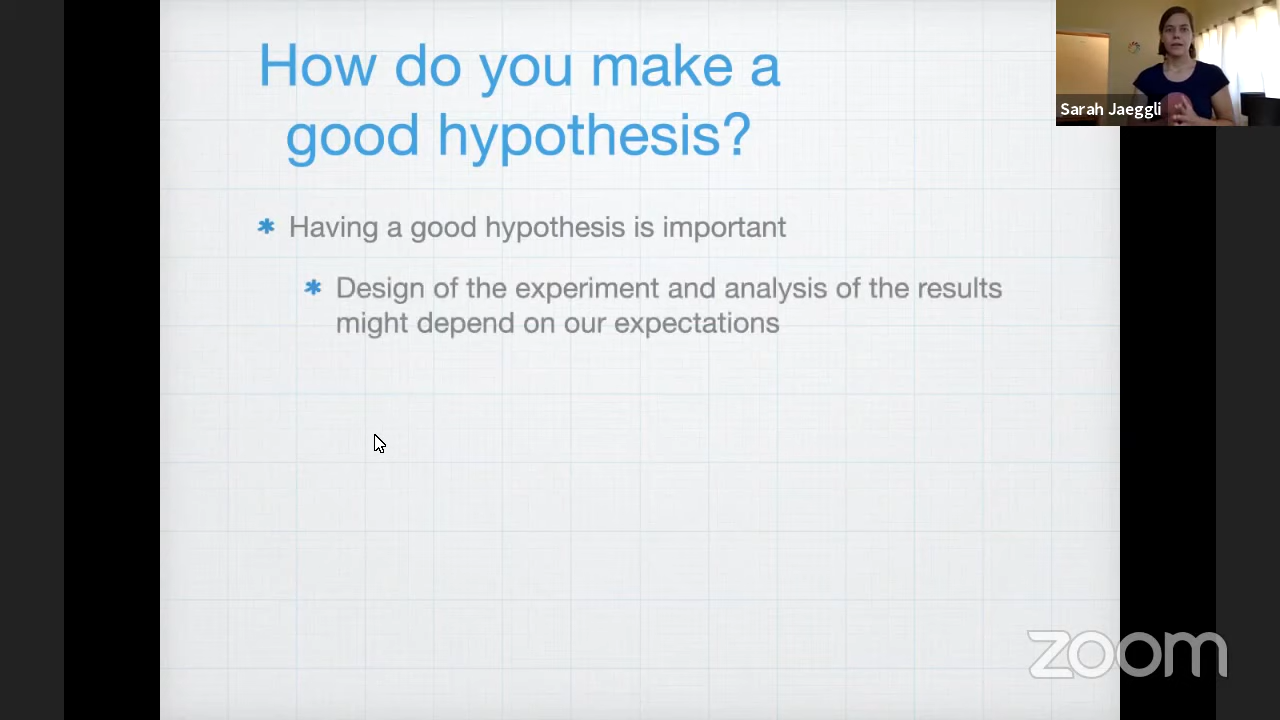 How do you make a
good hypothesis?
Sarah Jaeggli
* Having a good hypothesis is important
* Design of the experiment and analysis of the results
might depend on our expectations
zoom